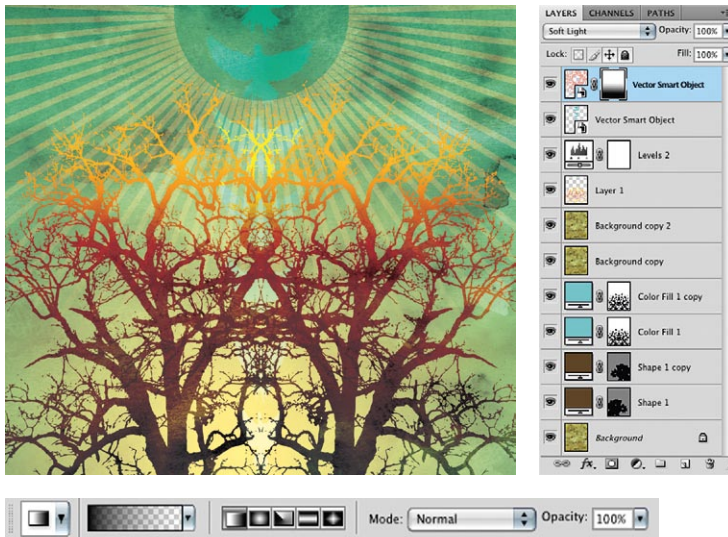 LAYERS CHANNELS PATHS
Soft Light Opacity: 100%
Lock: Fill: 100%
Vector Smart Object
Vector Smart Object
Levels 2
Layer 1
Background copy 2
Background copy
Color Fill 1 copy
Color Fill 1
Shape 1 copy
Shape 1
Background
fx.
Mode: Normal Opacity: 100%